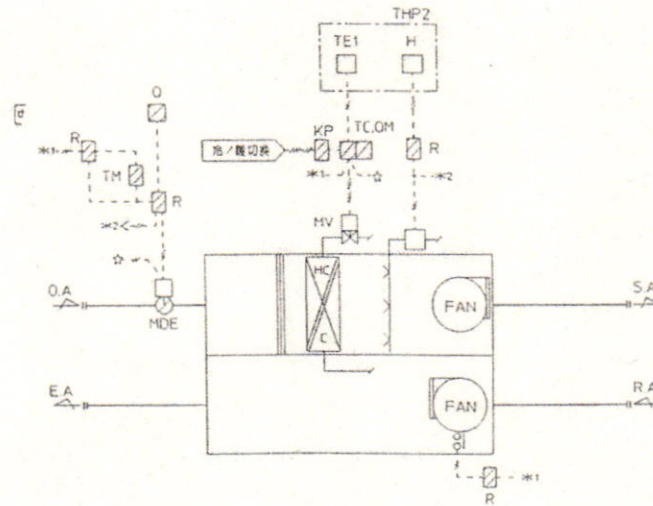 THP2
TE1 H
Q
R
*1
KP TC,OM
冷/暖切換
R
TM
*1 ☆ *2
R
*2
MV
☆
HC
O.A S.A
FAN
MDE
C
E.A R.A
FAN
*1
R